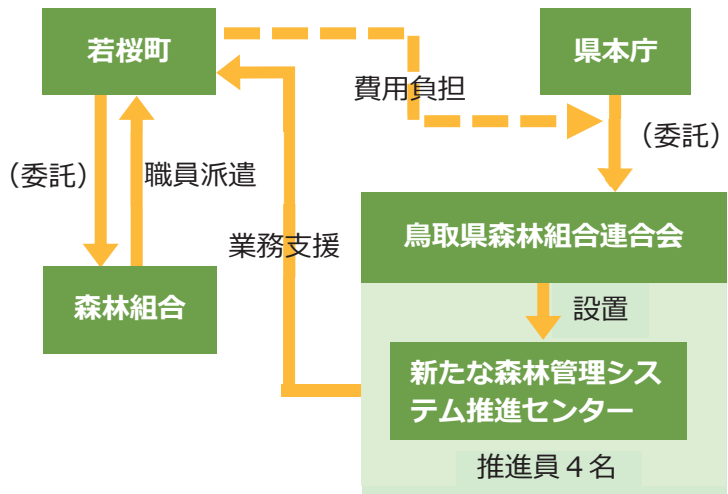 若桜町
県本庁
費用負担
（委託）
（委託）
職員派遣
業務支援
鳥取県森林組合連合会
森林組合
設置
新たな森林管理シス
テム推進センター
推進員４名